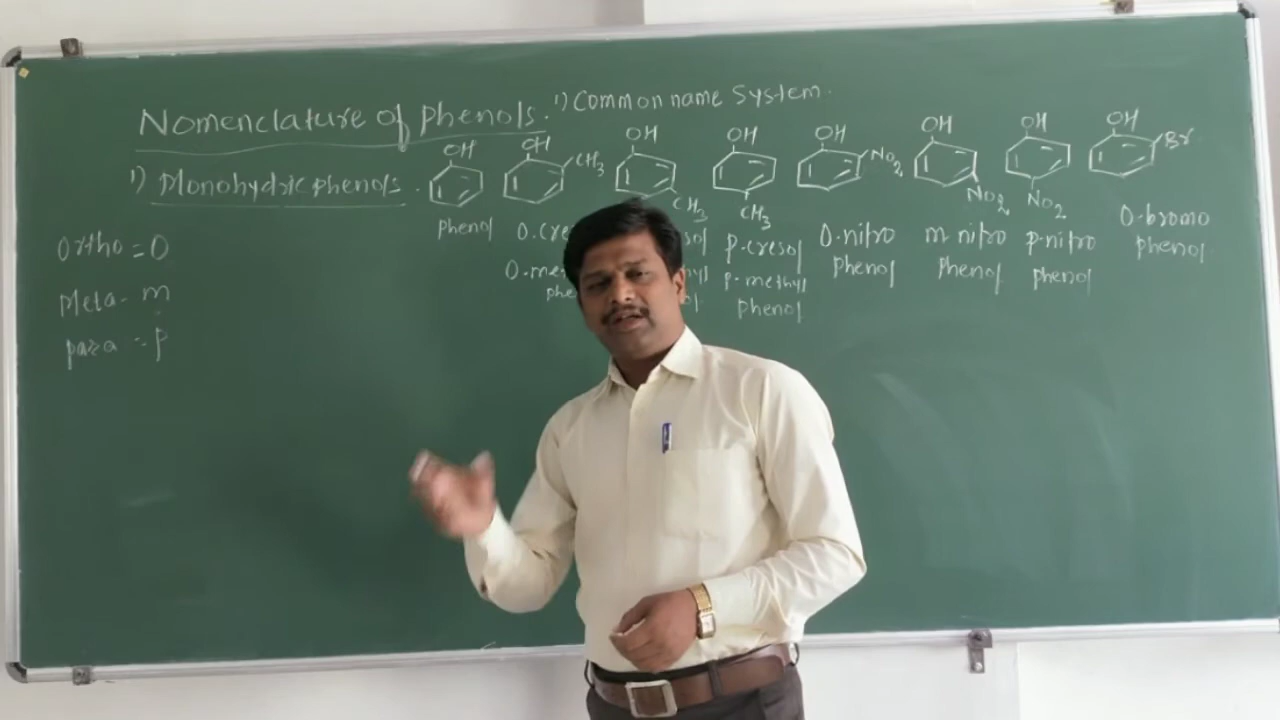 Nomenclature of phenols. 1) Common name System.
1) Monohydric phenols.
OH OH OH OH OH OH OH OH
CH3 CH3 CH3 NO2 NO2 NO2 Br
phenol
p-cresol
p-methyl
phenol
O-nitro
phenol
m-nitro
phenol
p-nitro
phenol
O-bromo
phenol
Ortho = O
Meta - m
para - p